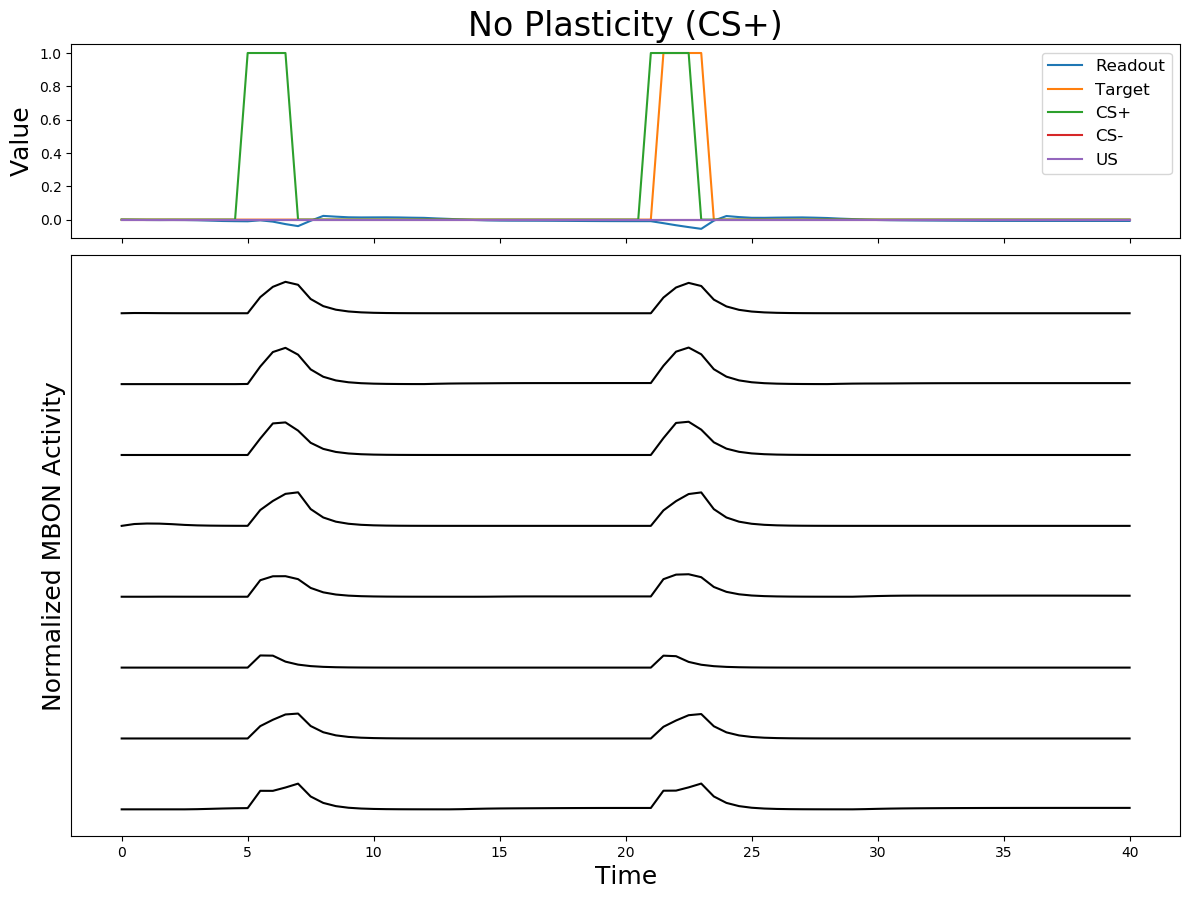 No Plasticity (CS+)
Value
1.0
0.8
0.6
0.4
0.2
0.0
Readout
Target
CS+
CS-
US
Normalized MBON Activity
0 5 10 15 20 25 30 35 40
Time